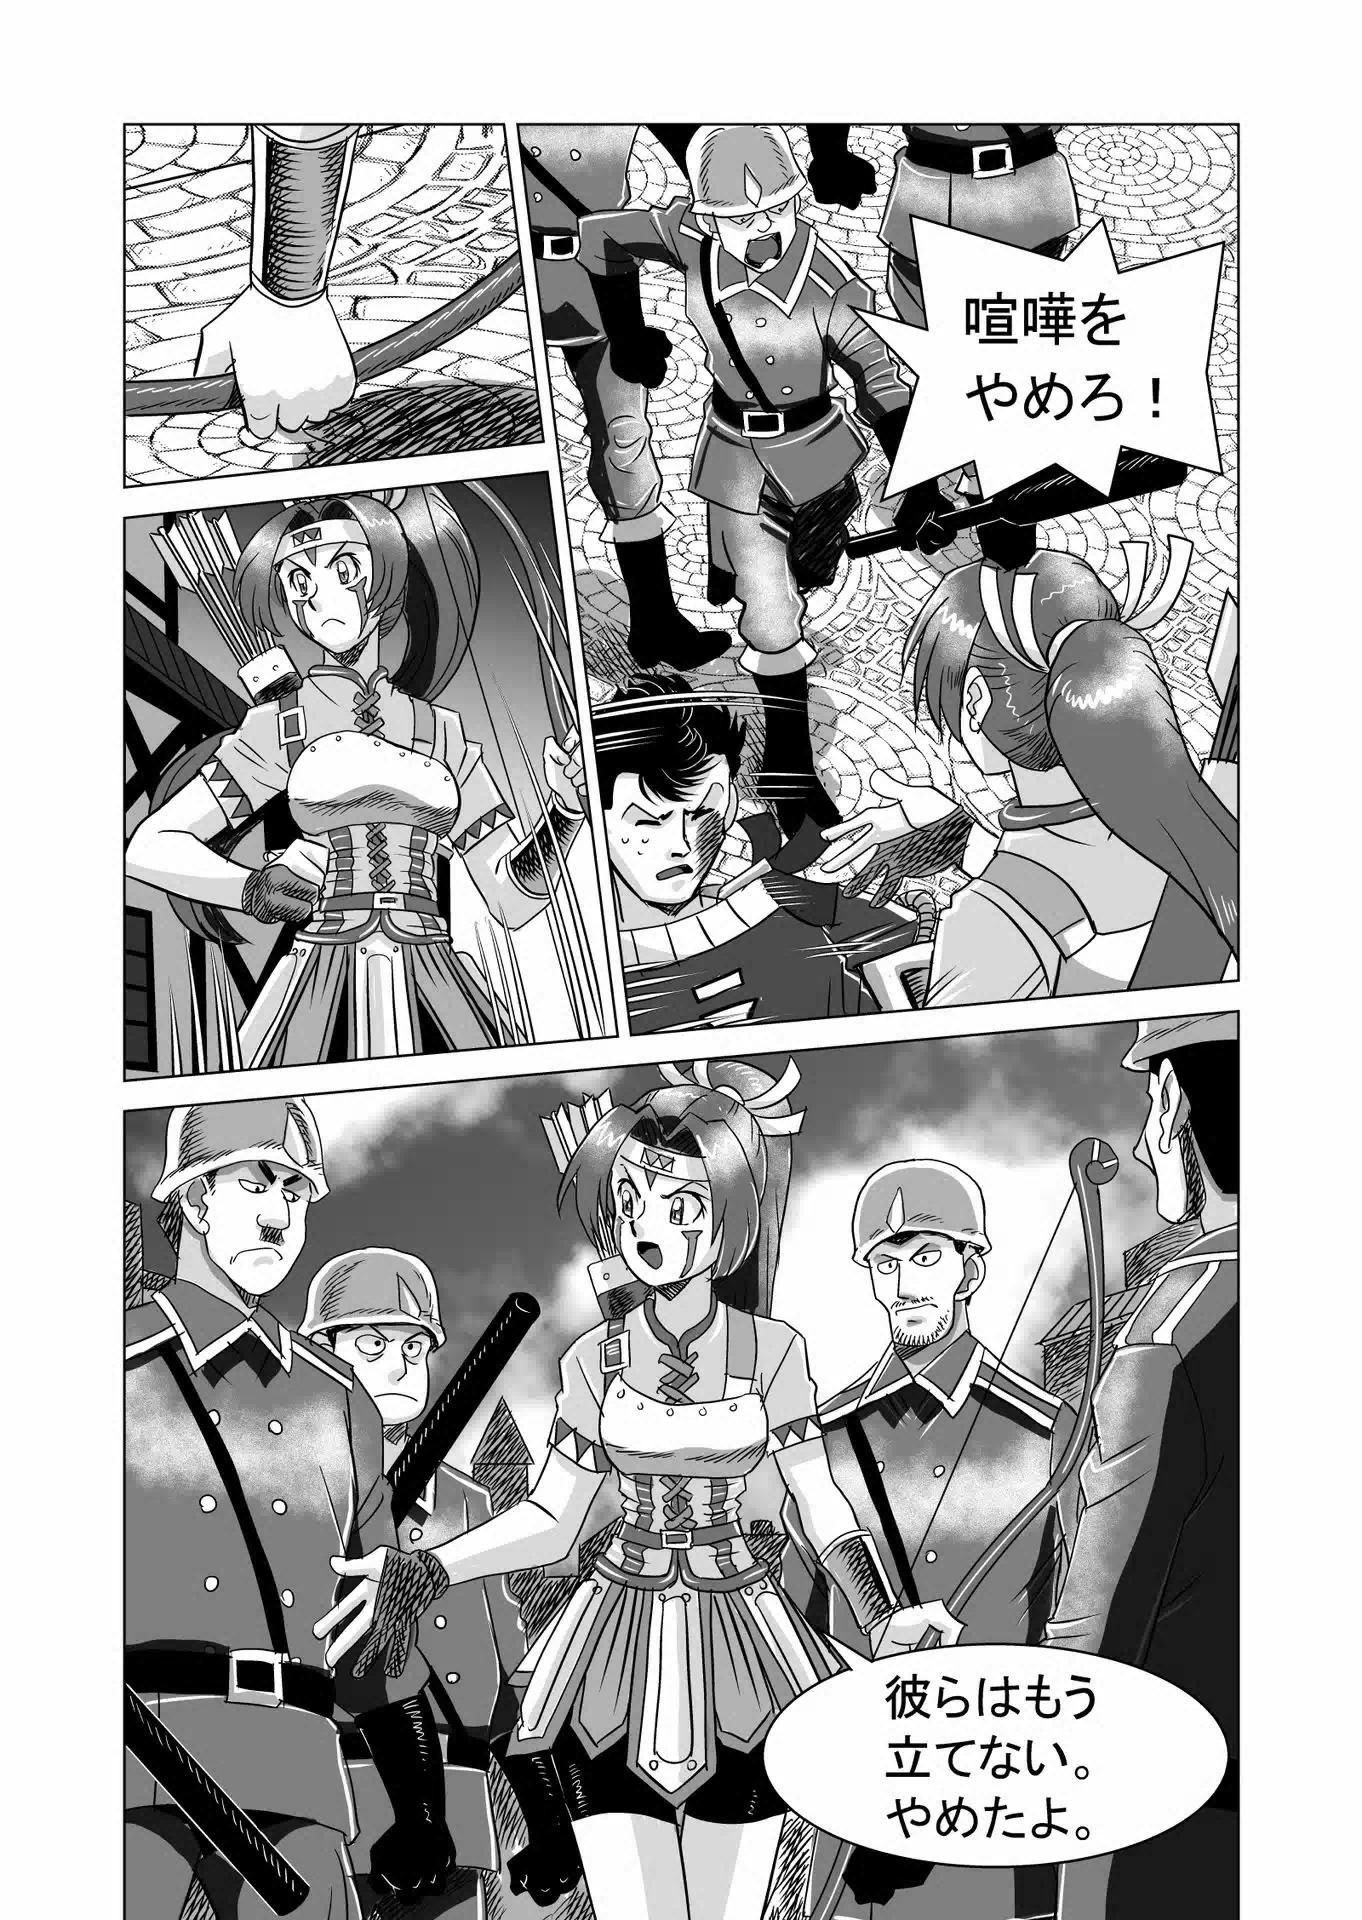 喧嘩を
やめろ！
彼らはもう
立てない。
やめたよ。